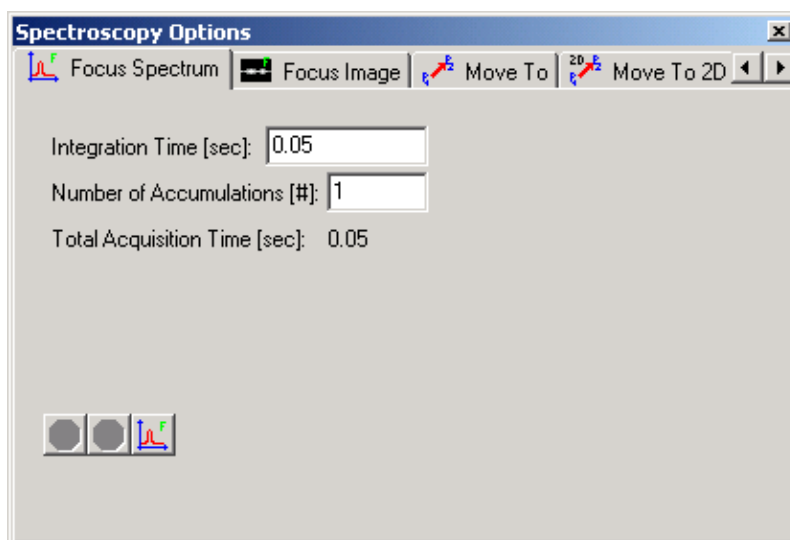 Spectroscopy Options
Focus Spectrum Focus Image Move To 2D Move To 2D
Integration Time [sec]: 0.05
Number of Accumulations [#]: 1
Total Acquisition Time [sec]: 0.05